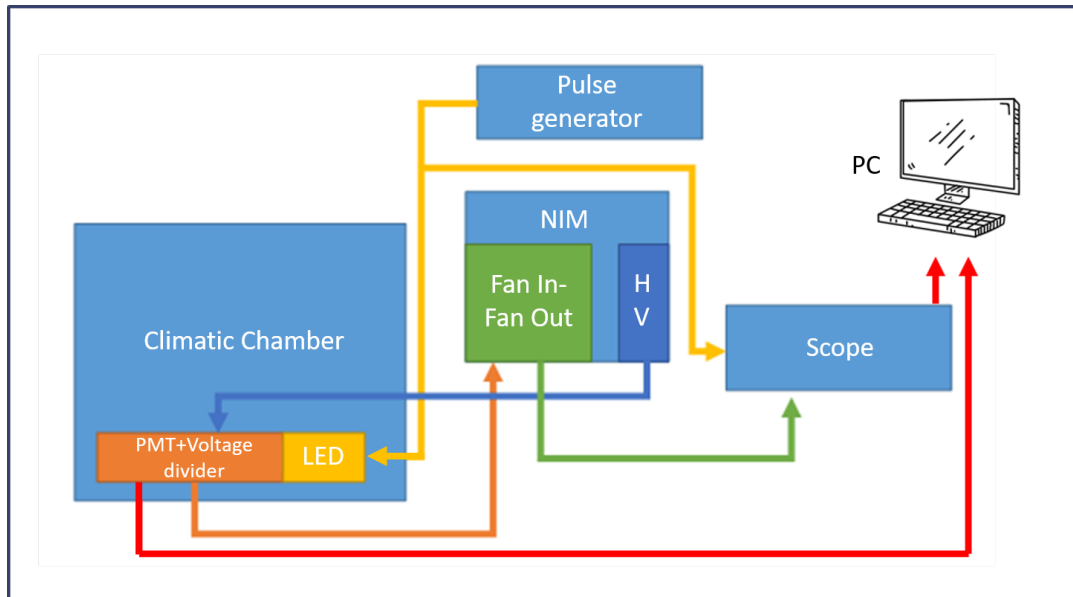 Pulse
generator
PC
NIM
Fan In-
Fan Out
H
V
Climatic Chamber
Scope
PMT+Voltage
divider
LED